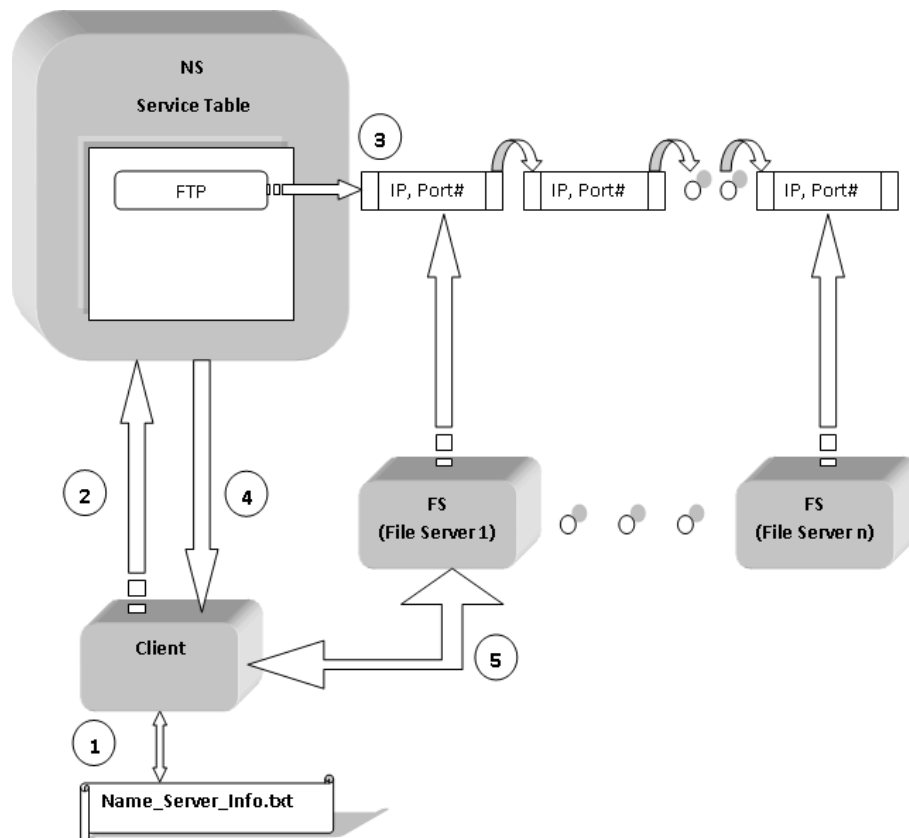 NS
Service Table
FTP
3
IP, Port#
IP, Port#
IP, Port#
2
4
FS
(File Server 1)
FS
(File Server n)
Client
5
1
Name_Server_Info.txt